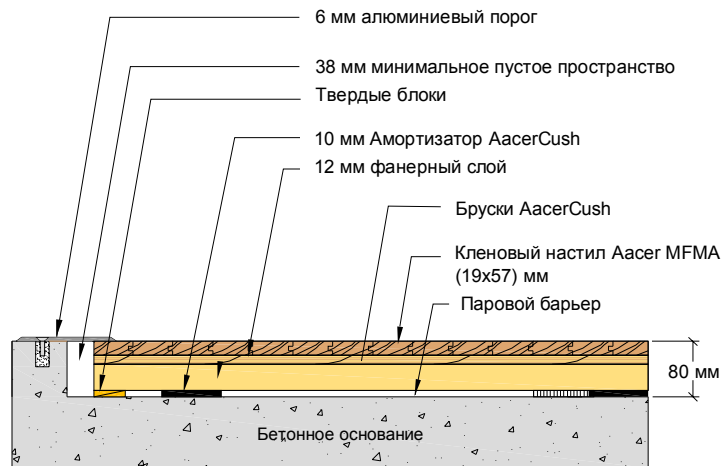 6 мм алюминиевый порог
38 мм минимальное пустое пространство
Твердые блоки
10 мм Амортизатор AacerCush
12 мм фанерный слой
Бруски AacerCush
Кленовый настил Aacer MFMA
(19x57) мм
Паровой барьер
80 мм
Бетонное основание